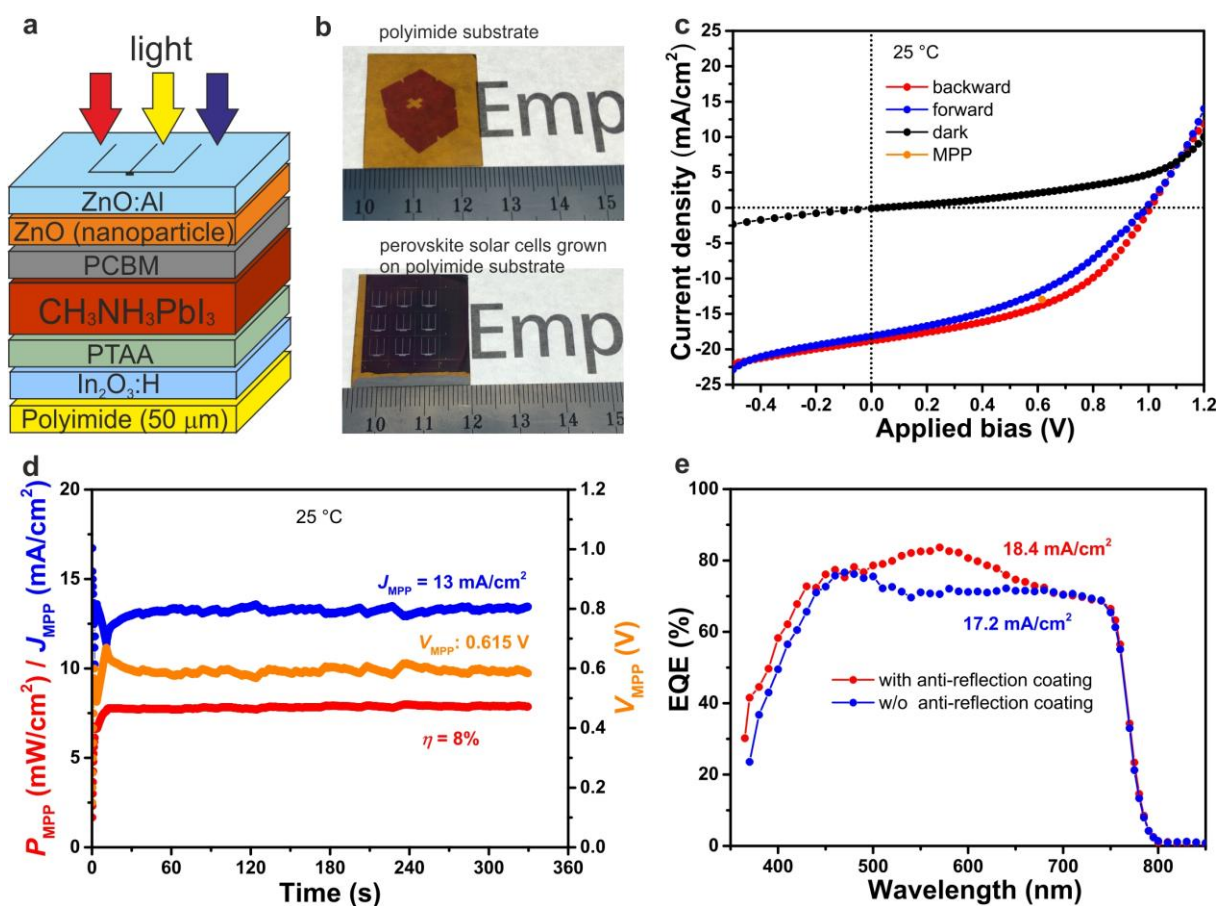 a
light
ZnO:Al
ZnO (nanoparticle)
PCBM
CH₃NH₃PbI₃
PTAA
In₂O₃:H
Polyimide (50 μm)
b
polyimide substrate
Emp
10 11 12 13 14 15
perovskite solar cells grown
on polyimide substrate
Emp
10 11 12 13 14 15
c
25 °C
backward
forward
dark
MPP
Current density (mA/cm²)
25
20
15
10
5
0
-5
-10
-15
-20
-25
-0.4 -0.2 0.0 0.2 0.4 0.6 0.8 1.0 1.2
Applied bias (V)
d
25 °C
P_MPP (mW/cm²) / J_MPP (mA/cm²)
20
15
10
5
0
J_MPP = 13 mA/cm²
V_MPP: 0.615 V
η = 8%
1.2
1.0
0.8
0.6
0.4
0.2
0.0
V_MPP (V)
0 60 120 180 240 300 360
Time (s)
e
EQE (%)
100
80
60
40
20
0
18.4 mA/cm²
17.2 mA/cm²
with anti-reflection coating
w/o anti-reflection coating
400 500 600 700 800
Wavelength (nm)